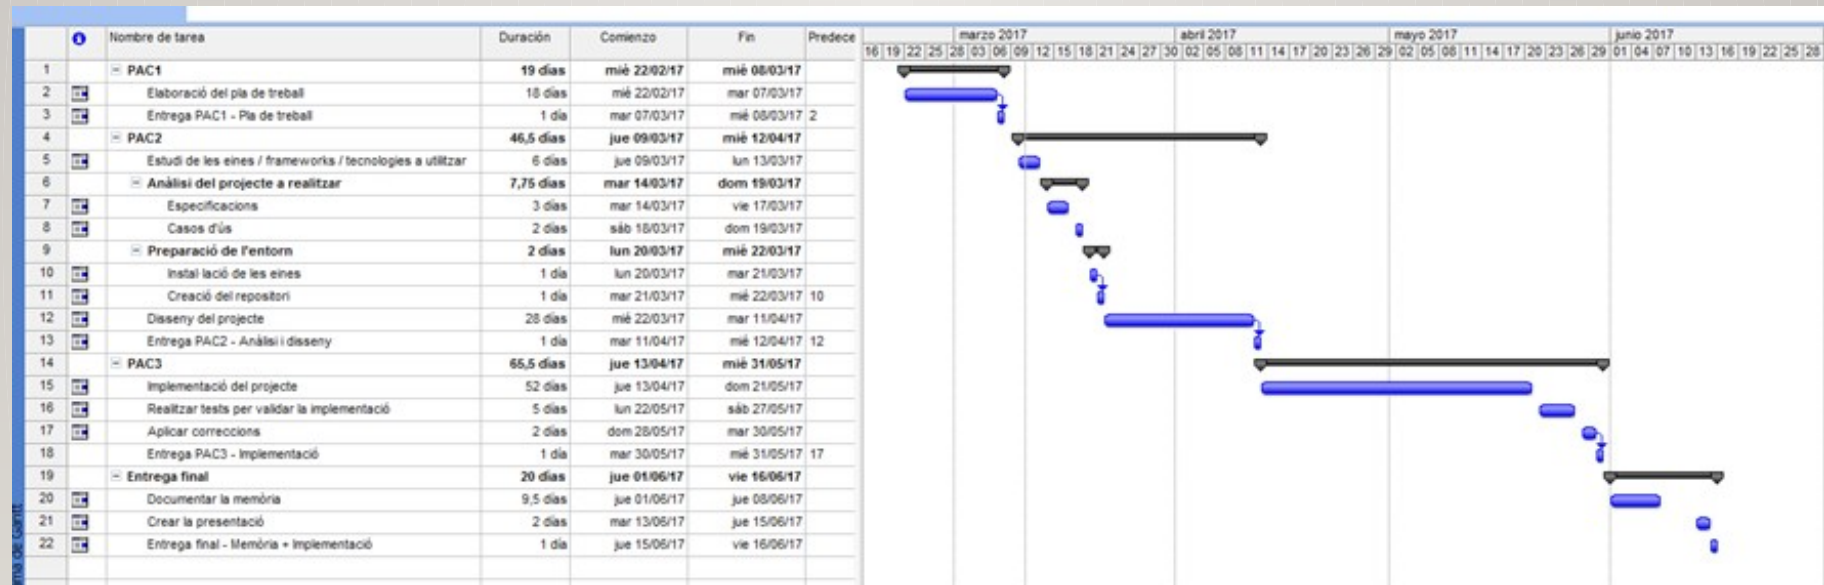 Nombre de tarea Duración Comienzo Fin Predece
marzo 2017 abril 2017 mayo 2017 junio 2017
16 19 22 25 28 03 06 09 12 15 18 21 24 27 30 02 05 08 11 14 17 20 23 26 29 02 05 08 11 14 17 20 23 26 29 01 04 07 10 13 16 19 22 25 28
1 PAC1 19 días mié 22/02/17 mié 08/03/17
2 Elaboració del pla de treball 18 días mié 22/02/17 mar 07/03/17
3 Entrega PAC1 - Pla de treball 1 día mar 07/03/17 mié 08/03/17 2
4 PAC2 46,5 días jue 09/03/17 mié 12/04/17
5 Estudi de les eines / frameworks / tecnologies a utilitzar 6 días jue 09/03/17 lun 13/03/17
6 Anàlisi del projecte a realitzar 7,75 días mar 14/03/17 dom 19/03/17
7 Especificacions 3 días mar 14/03/17 vie 17/03/17
8 Casos d'ús 2 días sáb 18/03/17 dom 19/03/17
9 Preparació de l'entorn 2 días lun 20/03/17 mié 22/03/17
10 Instal·lació de les eines 1 día lun 20/03/17 mar 21/03/17
11 Creació del repositori 1 día mar 21/03/17 mié 22/03/17 10
12 Disseny del projecte 28 días mié 22/03/17 mar 11/04/17
13 Entrega PAC2 - Anàlisi i disseny 1 día mar 11/04/17 mié 12/04/17 12
14 PAC3 65,5 días jue 13/04/17 mié 31/05/17
15 Implementació del projecte 52 días jue 13/04/17 dom 21/05/17
16 Realitzar tests per validar la implementació 5 días lun 22/05/17 sáb 27/05/17
17 Aplicar correccions 2 días dom 28/05/17 mar 30/05/17
18 Entrega PAC3 - Implementació 1 día mar 30/05/17 mié 31/05/17 17
19 Entrega final 20 días jue 01/06/17 vie 16/06/17
20 Documentar la memòria 9,5 días jue 01/06/17 jue 08/06/17
21 Crear la presentació 2 días mar 13/06/17 jue 15/06/17
22 Entrega final - Memòria + Implementació 1 día jue 15/06/17 vie 16/06/17
ma de Gantt